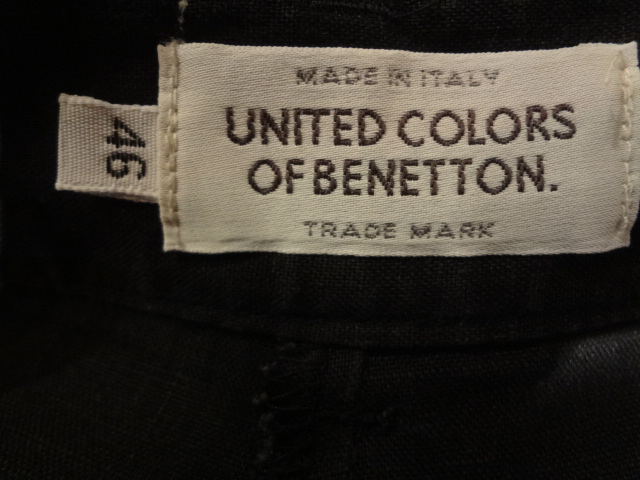 MADE IN ITALY
UNITED COLORS
OF BENETTON.
TRADE MARK
46